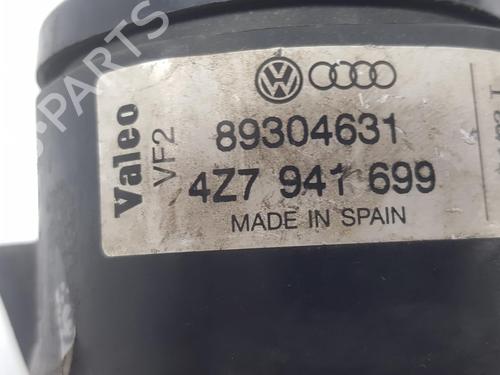 PARTS
Valeo
VF2
89304631
4Z7 941 699
MADE IN SPAIN